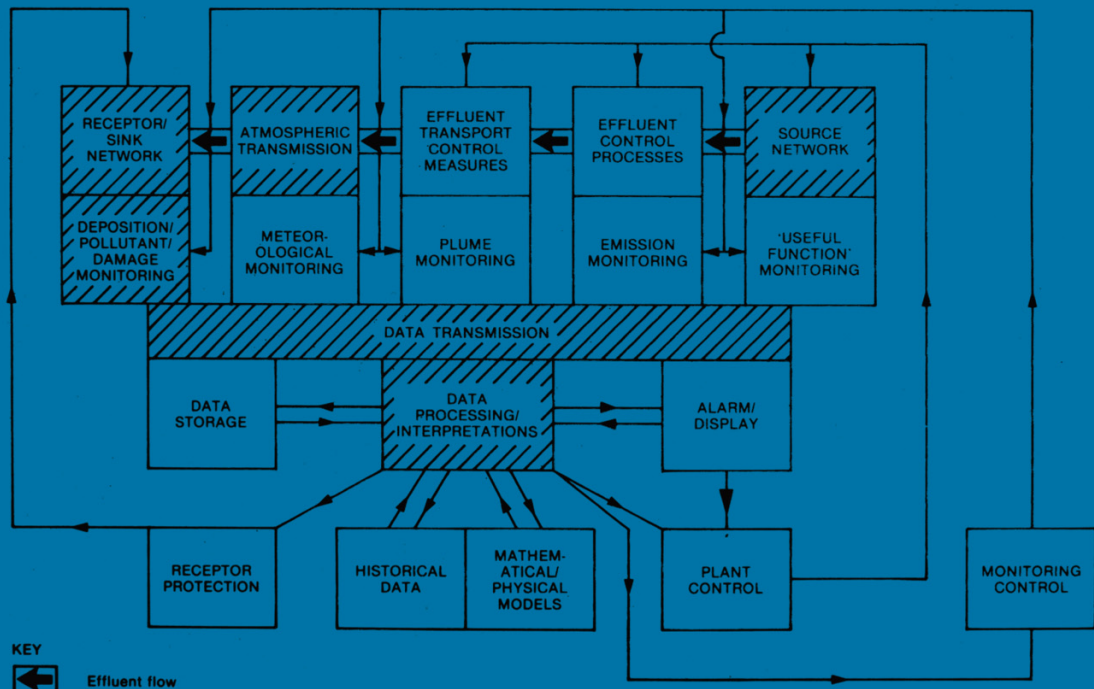 RECEPTOR/
SINK
NETWORK
ATMOSPHERIC
TRANSMISSION
EFFLUENT
TRANSPORT
CONTROL
MEASURES
EFFLUENT
CONTROL
PROCESSES
SOURCE
NETWORK
DEPOSITION/
POLLUTANT/
DAMAGE
MONITORING
METEOR-
OLOGICAL
MONITORING
PLUME
MONITORING
EMISSION
MONITORING
'USEFUL
FUNCTION'
MONITORING
DATA TRANSMISSION
DATA
STORAGE
DATA
PROCESSING/
INTERPRETATIONS
ALARM/
DISPLAY
RECEPTOR
PROTECTION
HISTORICAL
DATA
MATHEM-
ATICAL/
PHYSICAL
MODELS
PLANT
CONTROL
MONITORING
CONTROL
KEY
Effluent flow